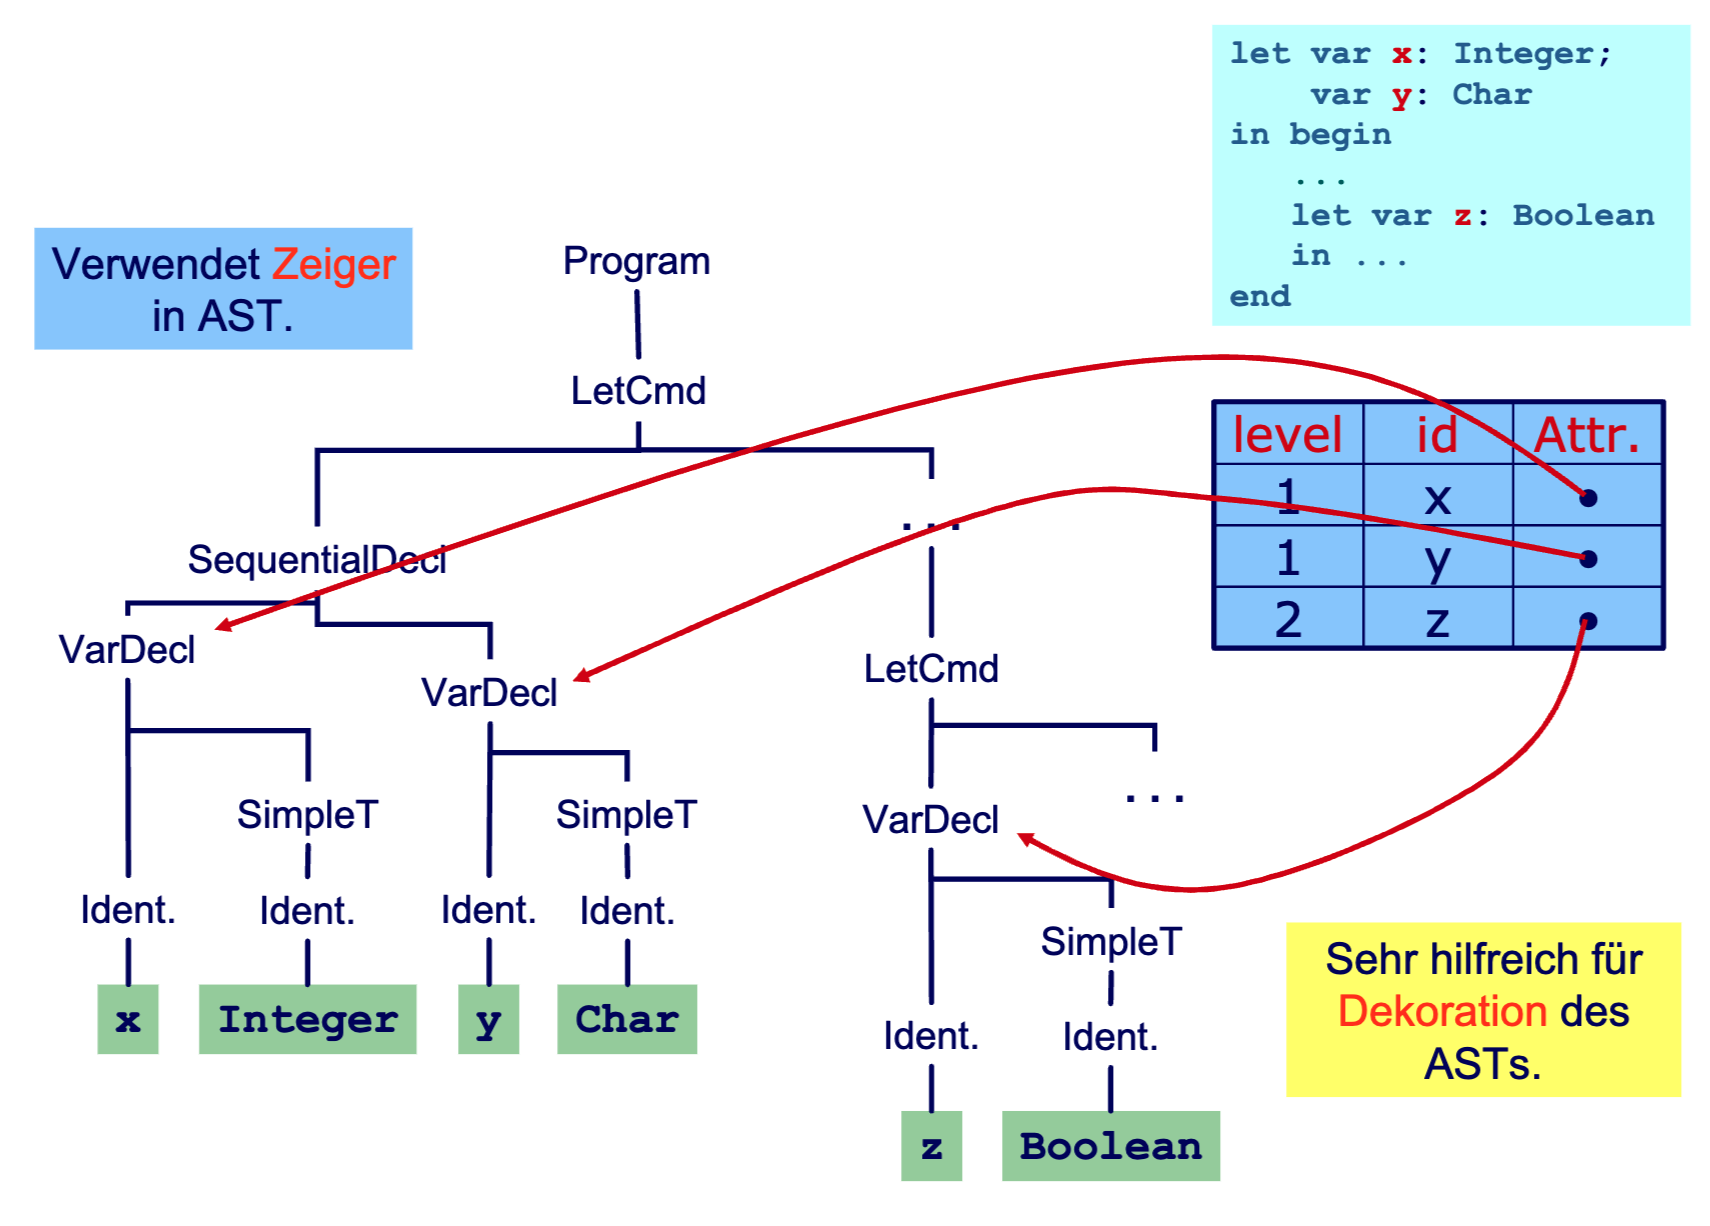 let var x: Integer;
var y: Char
in begin
...
let var z: Boolean
in ...
end
Verwendet Zeiger
in AST.
Program
LetCmd
level id Attr.
1 x
1 y
2 z
SequentialDecl
...
VarDecl
VarDecl
LetCmd
SimpleT
SimpleT
VarDecl
...
Ident.
Ident.
Ident.
Ident.
SimpleT
x
Integer
y
Char
Ident.
Ident.
z
Boolean
Sehr hilfreich für
Dekoration des
ASTs.